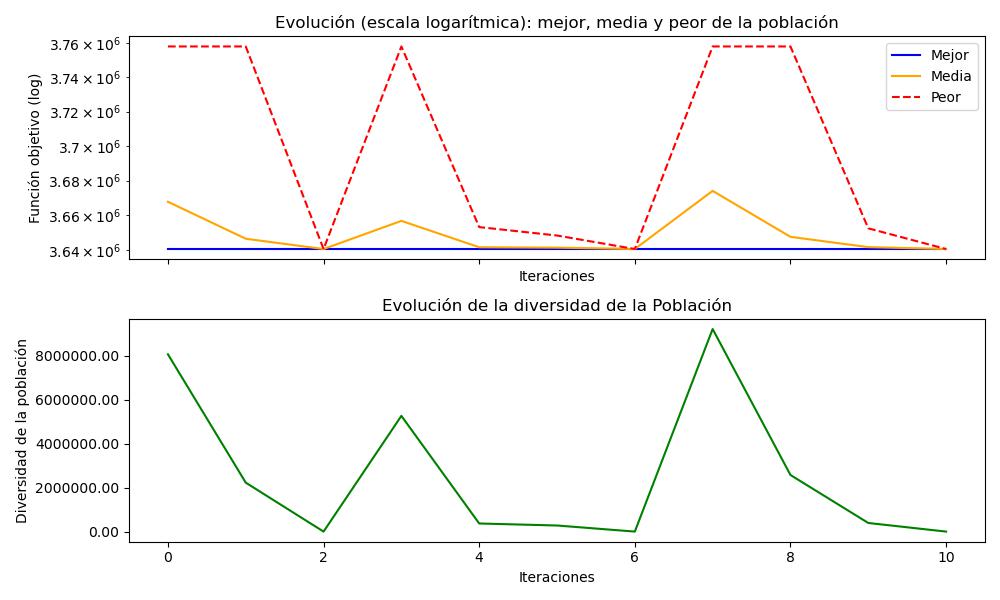 Evolución (escala logarítmica): mejor, media y peor de la población
3.76 × 10⁶
3.74 × 10⁶
3.72 × 10⁶
3.7 × 10⁶
3.68 × 10⁶
3.66 × 10⁶
3.64 × 10⁶
Función objetivo (log)
Mejor
Media
Peor
Iteraciones
Evolución de la diversidad de la Población
8000000.00
6000000.00
4000000.00
2000000.00
0.00
Diversidad de la población
0 2 4 6 8 10
Iteraciones